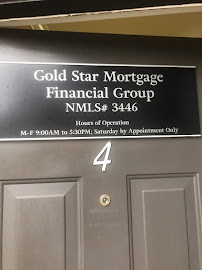 Gold Star Mortgage
Financial Group
NMLS# 3446
Hours of Operation
M-F 9:00AM to 5:30PM; Saturday by Appointment Only
4